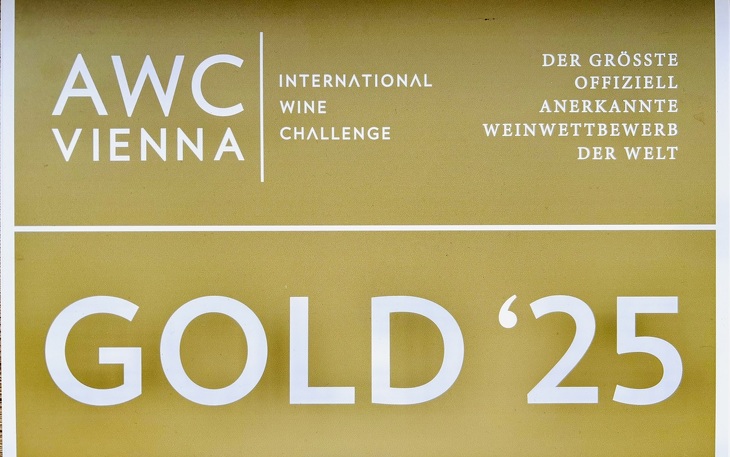 AWC
VIENNA
INTERNATIONAL
WINE
CHALLENGE
DER GRÖSSTE
OFFIZIELL
ANERKANNTE
WEINWETTBEWERB
DER WELT
GOLD ‘25